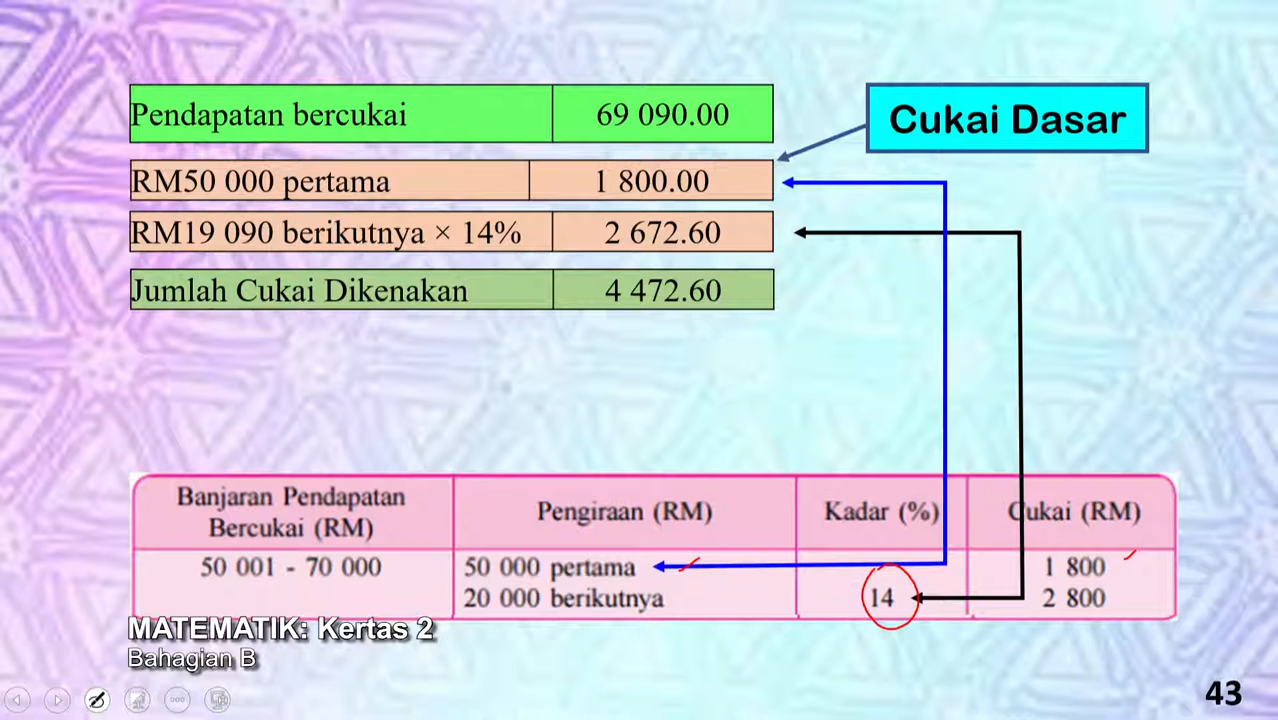 Pendapatan bercukai 69 090.00
Cukai Dasar
RM50 000 pertama 1 800.00
RM19 090 berikutnya × 14% 2 672.60
Jumlah Cukai Dikenakan 4 472.60
Banjaran Pendapatan
Bercukai (RM)
Pengiraan (RM)
Kadar (%)
Cukai (RM)
50 001 - 70 000 50 000 pertama 1 800
20 000 berikutnya 14 2 800
MATEMATIK: Kertas 2
Bahagian B
43